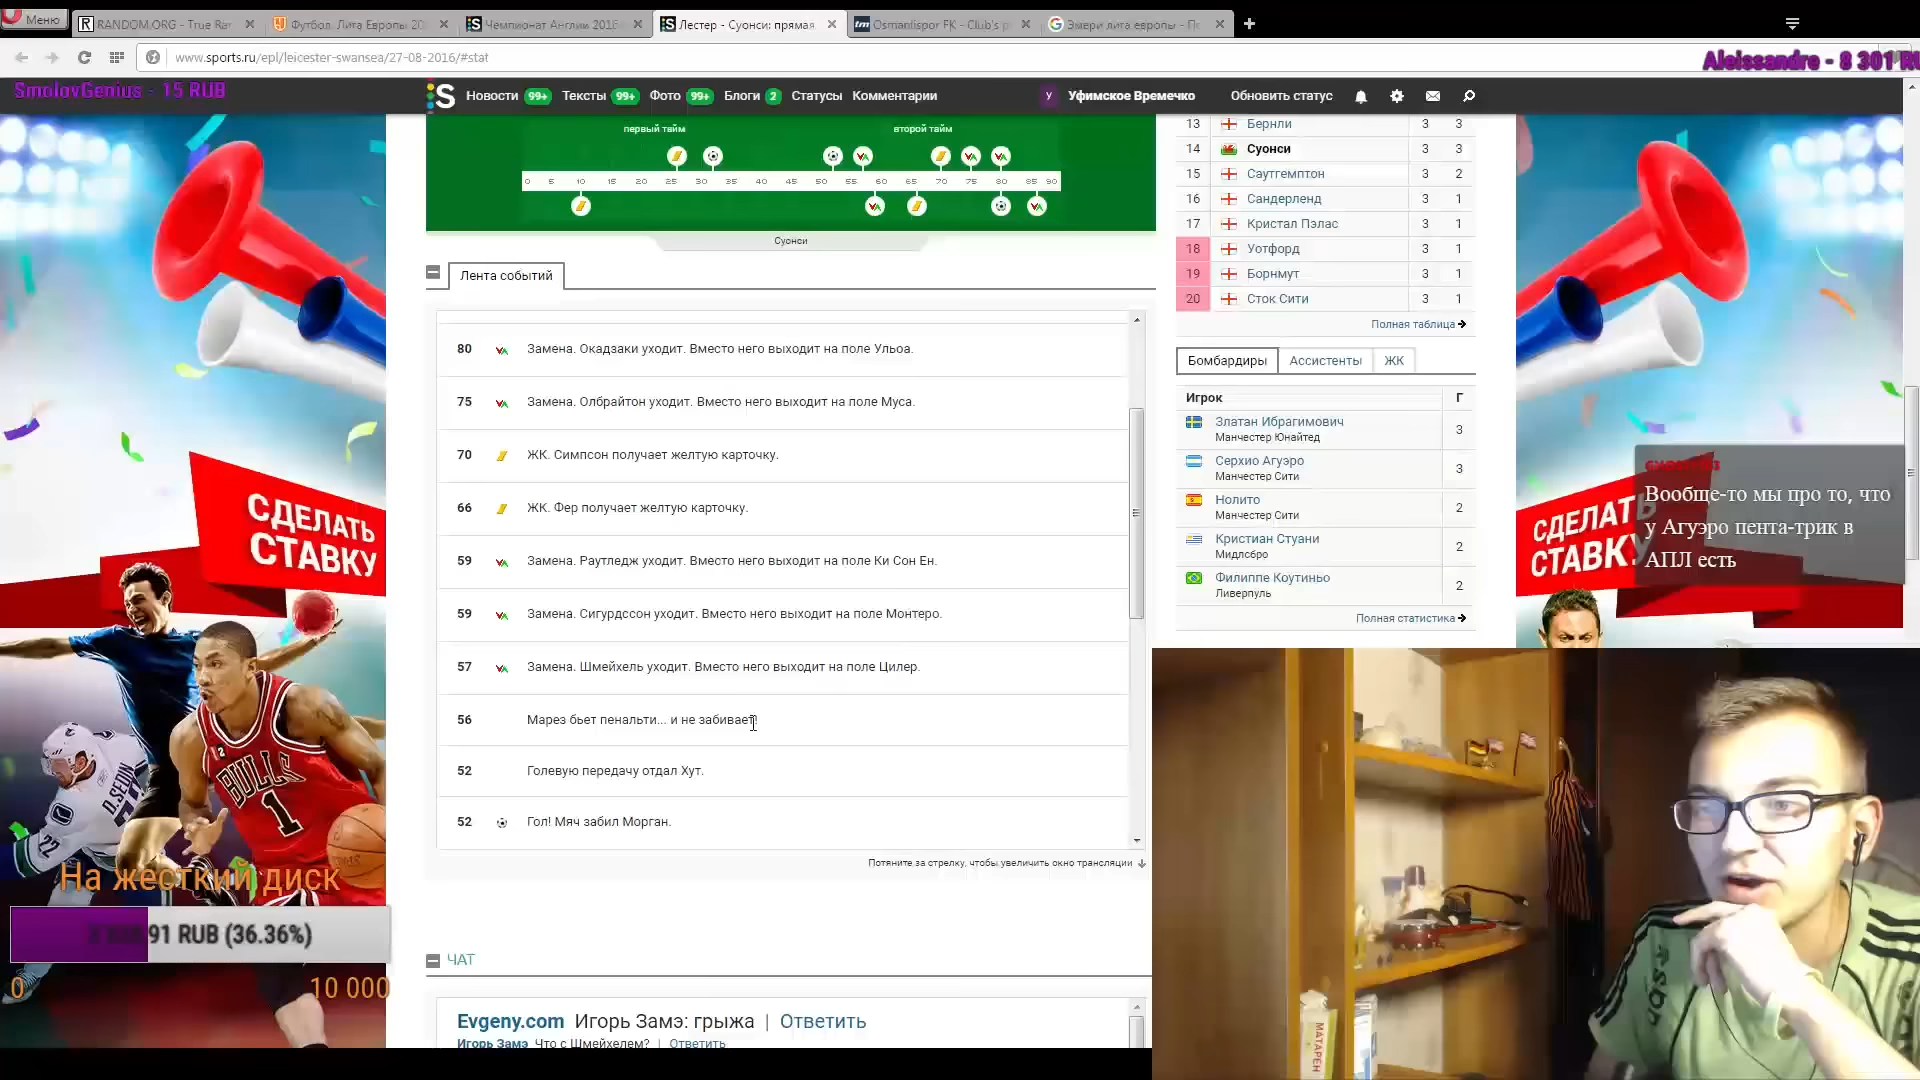 Меню
RANDOM.ORG - True Ra
Футбол. Лига Европы 20
Чемпионат Англии 2016
Лестер - Суонси: прямая
Osmanlispor FK - Club's p
Эмери лига европы - П
www.sports.ru/epl/leicester-swansea/27-08-2016/#stat
Aleissandre - 8 301 RU
SmolovGenius - 15 RUB
Новости 99+ Тексты 99+ Фото 99+ Блоги 2 Статусы Комментарии
У Уфимское Времечко Обновить статус
первый тайм второй тайм
0 5 10 15 20 25 30 35 40 45 50 55 60 65 70 75 80 85 90
Суонси
Лента событий
80 Замена. Окадзаки уходит. Вместо него выходит на поле Ульоа.
75 Замена. Олбрайтон уходит. Вместо него выходит на поле Муса.
70 ЖК. Симпсон получает желтую карточку.
66 ЖК. Фер получает желтую карточку.
59 Замена. Раутледж уходит. Вместо него выходит на поле Ки Сон Ен.
59 Замена. Сигурдссон уходит. Вместо него выходит на поле Монтеро.
57 Замена. Шмейхель уходит. Вместо него выходит на поле Цилер.
56 Марез бьет пенальти... и не забивает!
52 Голевую передачу отдал Хут.
52 Гол! Мяч забил Морган.
Потяните за стрелку, чтобы увеличить окно трансляции
ЧАТ
Evgeny.com Игорь Замэ: грыжа | Ответить
Игорь Замэ Что с Шмейхелем? | Ответить
13 Бернли 3 3
14 Суонси 3 3
15 Саутгемптон 3 2
16 Сандерленд 3 1
17 Кристал Пэлас 3 1
18 Уотфорд 3 1
19 Борнмут 3 1
20 Сток Сити 3 1
Полная таблица
Бомбардиры Ассистенты ЖК
Игрок Г
Златан Ибрагимович 3
Манчестер Юнайтед
Серхио Агуэро 3
Манчестер Сити
Нолито 2
Манчестер Сити
Кристиан Стуани 2
Мидлсбро
Филиппе Коутиньо 2
Ливерпуль
Полная статистика
СДЕЛАТЬ
СТАВКУ
D.SEDIN
22
BULLS
1
На жесткий диск
91 RUB (36.36%)
0 10 000
СДЕЛАТЬ
СТАВКУ
Вообще-то мы про то, что
у Агуэро пента-трик в
АПЛ есть
МАТАРЕН